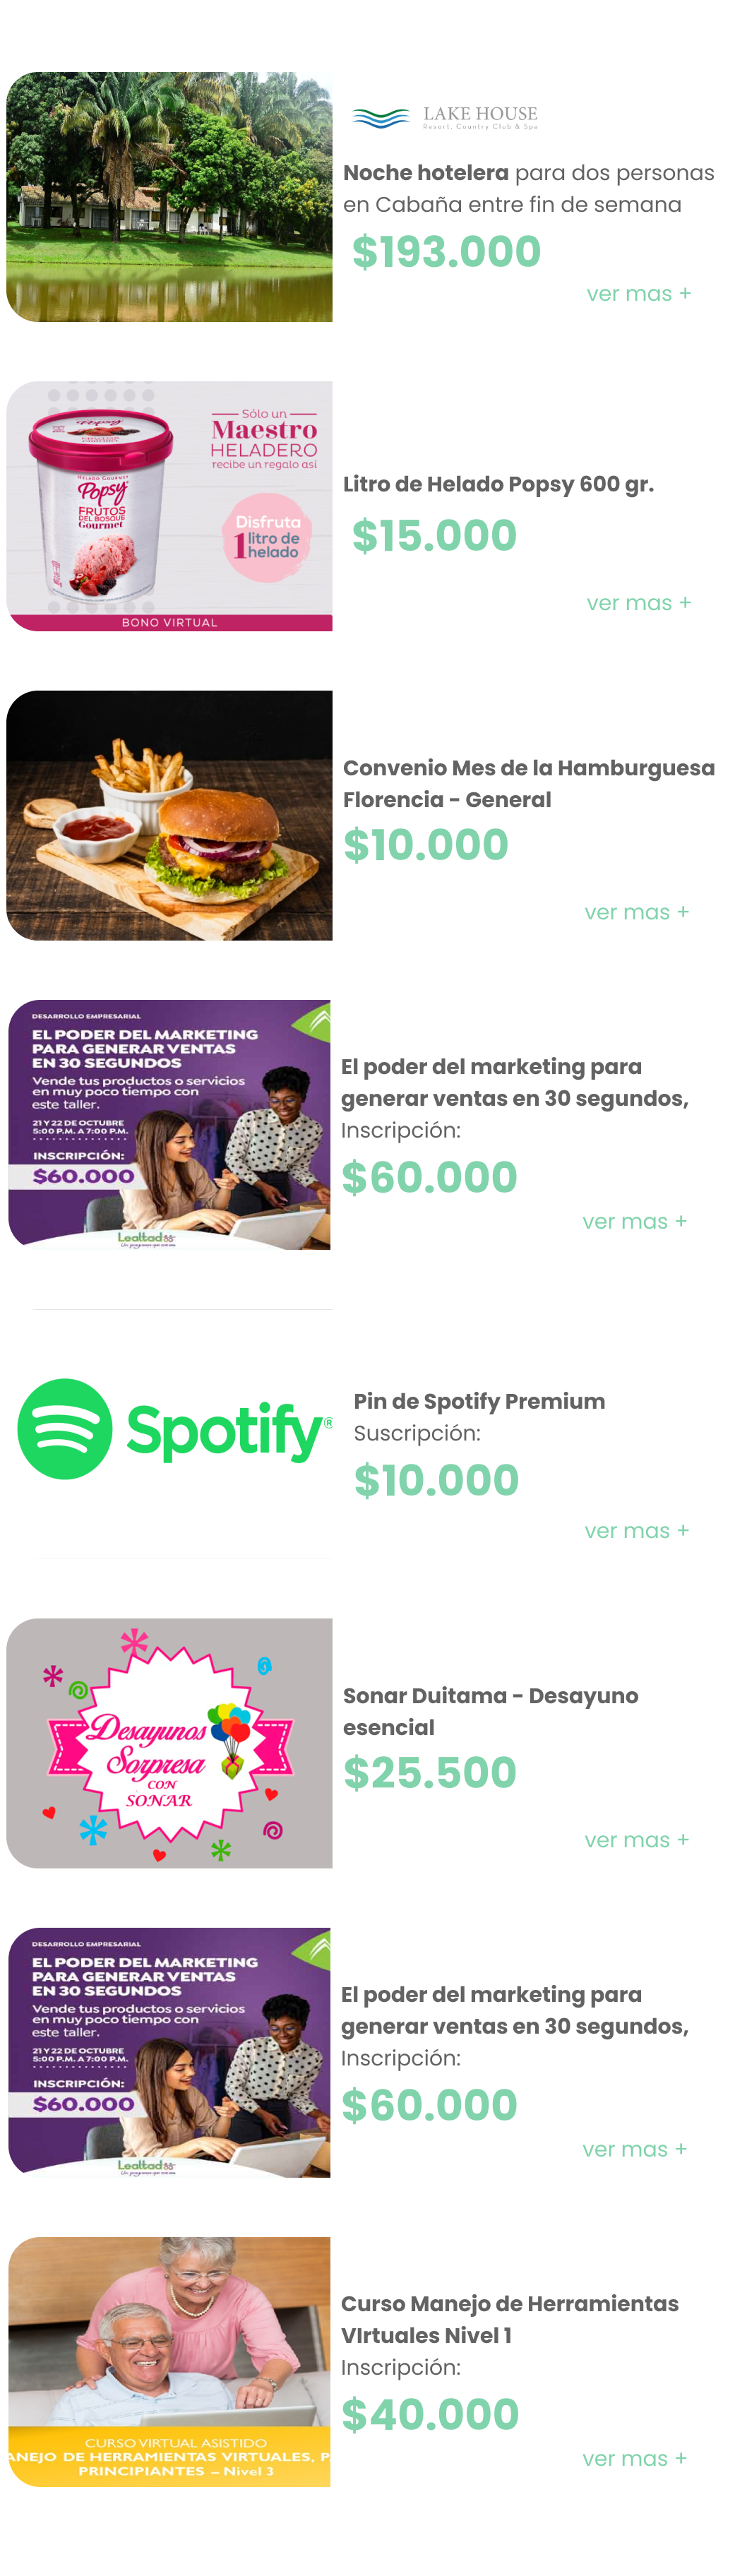 LAKE HOUSE
Resort, Country Club & Spa
Noche hotelera para dos personas
en Cabaña entre fin de semana
$193.000
ver mas +
Sólo un
Maestro
HELADERO
recibe un regalo así
HELADO GOURMET
Popsy
FRUTOS
DEL BOSQUE
Gourmet
Disfruta
1 litro de
helado
BONO VIRTUAL
Litro de Helado Popsy 600 gr.
$15.000
ver mas +
Convenio Mes de la Hamburguesa
Florencia - General
$10.000
ver mas +
DESARROLLO EMPRESARIAL
EL PODER DEL MARKETING
PARA GENERAR VENTAS
EN 30 SEGUNDOS
Vende tus productos o servicios
en muy poco tiempo con
este taller.
21 Y 22 DE OCTUBRE
5:00 P.M. A 7:00 P.M.
INSCRIPCIÓN:
$60.000
Lealtad
Un programa que suma
El poder del marketing para
generar ventas en 30 segundos,
Inscripción:
$60.000
ver mas +
Spotify®
Pin de Spotify Premium
Suscripción:
$10.000
ver mas +
Desayunos
Sorpresa
CON
SONAR
Sonar Duitama - Desayuno
esencial
$25.500
ver mas +
DESARROLLO EMPRESARIAL
EL PODER DEL MARKETING
PARA GENERAR VENTAS
EN 30 SEGUNDOS
Vende tus productos o servicios
en muy poco tiempo con
este taller.
21 Y 22 DE OCTUBRE
5:00 P.M. A 7:00 P.M.
INSCRIPCIÓN:
$60.000
Lealtad
Un programa que suma
El poder del marketing para
generar ventas en 30 segundos,
Inscripción:
$60.000
ver mas +
CURSO VIRTUAL ASISTIDO
ANEJO DE HERRAMIENTAS VIRTUALES, P
PRINCIPIANTES – Nivel 3
Curso Manejo de Herramientas
VIrtuales Nivel 1
Inscripción:
$40.000
ver mas +